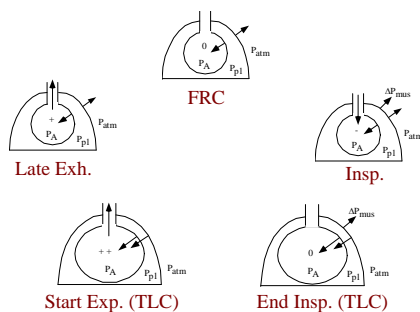 0
P_A
P_pl
P_atm
FRC
+
P_A
P_pl
P_atm
Late Exh.
ΔP_mus
-
P_A
P_pl
P_atm
Insp.
+ +
P_A
P_pl
P_atm
Start Exp. (TLC)
ΔP_mus
0
P_A
P_pl
P_atm
End Insp. (TLC)